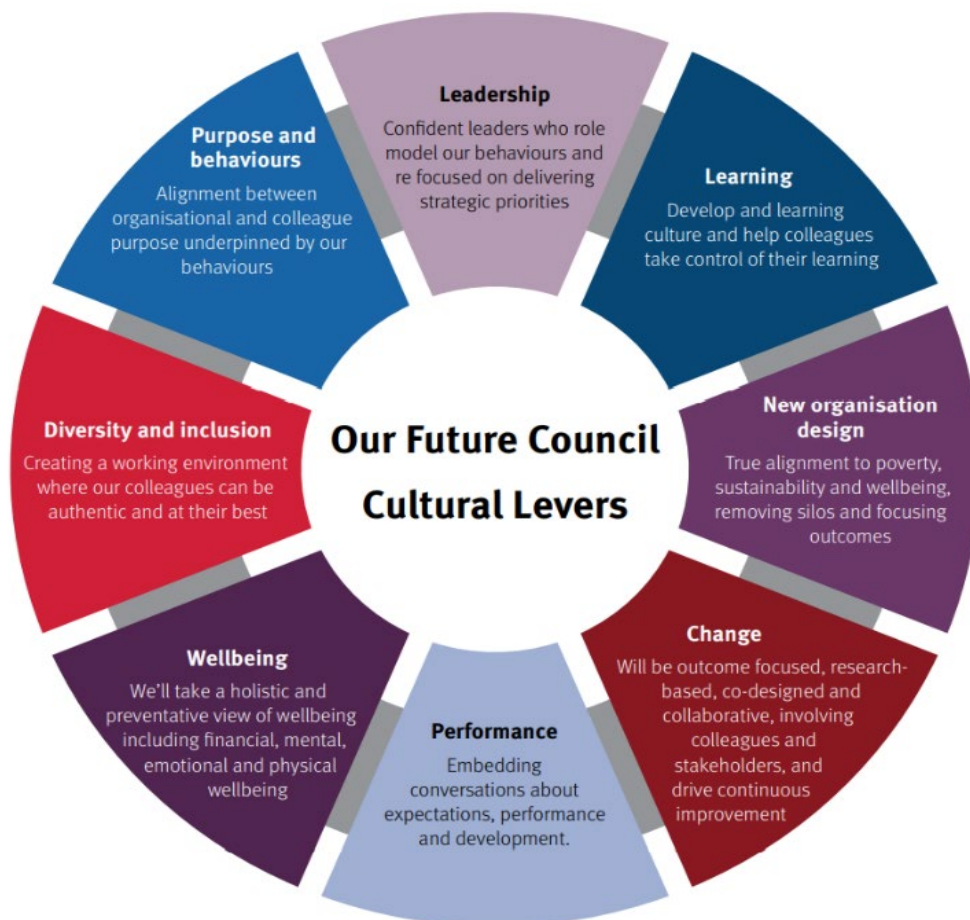 Leadership
Confident leaders who role
model our behaviours and
re focused on delivering
strategic priorities
Learning
Develop and learning
culture and help colleagues
take control of their learning
New organisation
design
True alignment to poverty,
sustainability and wellbeing,
removing silos and focusing
outcomes
Change
Will be outcome focused, research-
based, co-designed and
collaborative, involving
colleagues and
stakeholders, and
drive continuous
improvement
Performance
Embedding
conversations about
expectations, performance
and development.
Wellbeing
We'll take a holistic and
preventative view of wellbeing
including financial, mental,
emotional and physical
wellbeing
Diversity and inclusion
Creating a working environment
where our colleagues can be
authentic and at their best
Purpose and
behaviours
Alignment between
organisational and colleague
purpose underpinned by our
behaviours
Our Future Council
Cultural Levers